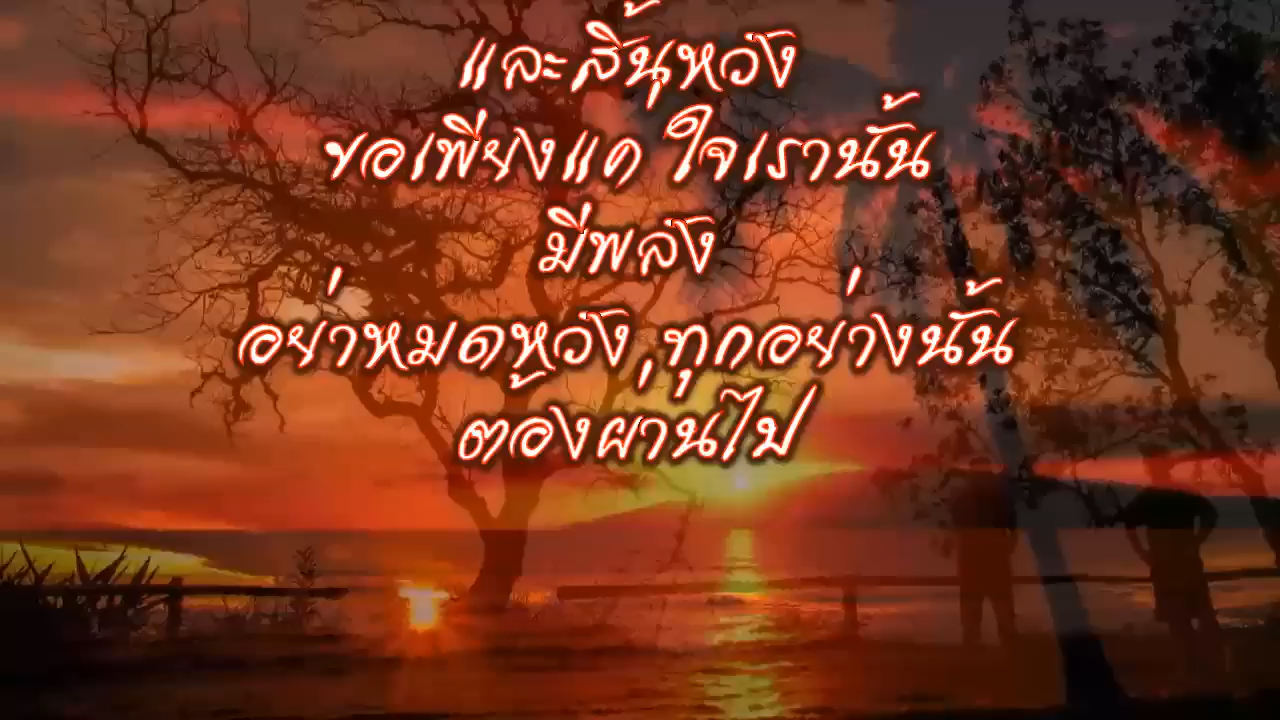 และสิ้นหวัง
ขอเพียงแค่ ใจเรานั้น
มีพลัง
อย่าหมดหวัง ทุกอย่างนั้น
ต้องผ่านไป